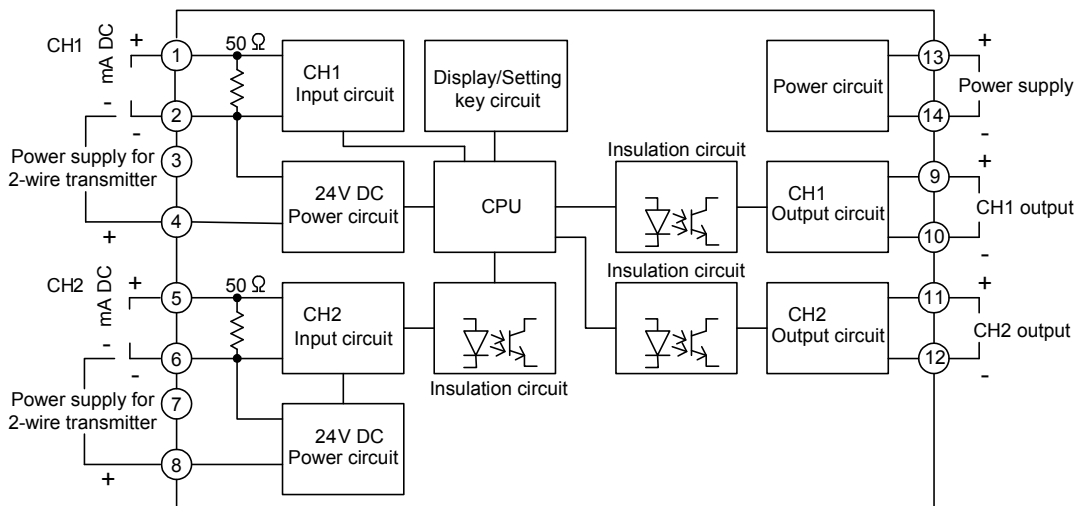 CH1
mA DC
+
-
1
2
50 Ω
CH1
Input circuit
Display/Setting
key circuit
Power circuit
13
14
+
Power supply
-
-
Power supply for
2-wire transmitter
+
3
4
24V DC
Power circuit
CPU
Insulation circuit
CH1
Output circuit
9
10
+
CH1 output
-
CH2
mA DC
+
-
5
6
50 Ω
CH2
Input circuit
Insulation circuit
Insulation circuit
CH2
Output circuit
11
12
+
CH2 output
-
-
Power supply for
2-wire transmitter
+
7
8
24V DC
Power circuit